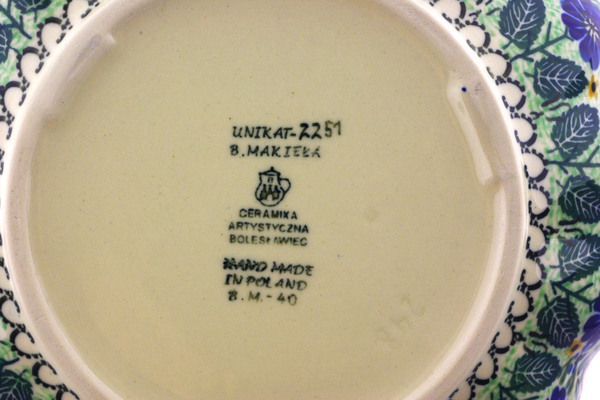 UNIKAT-2251
B. MAKIEŁA
CERAMIKA
ARTYSTYCZNA
BOLESŁAWIEC
HAND MADE
IN POLAND
B.M.-40